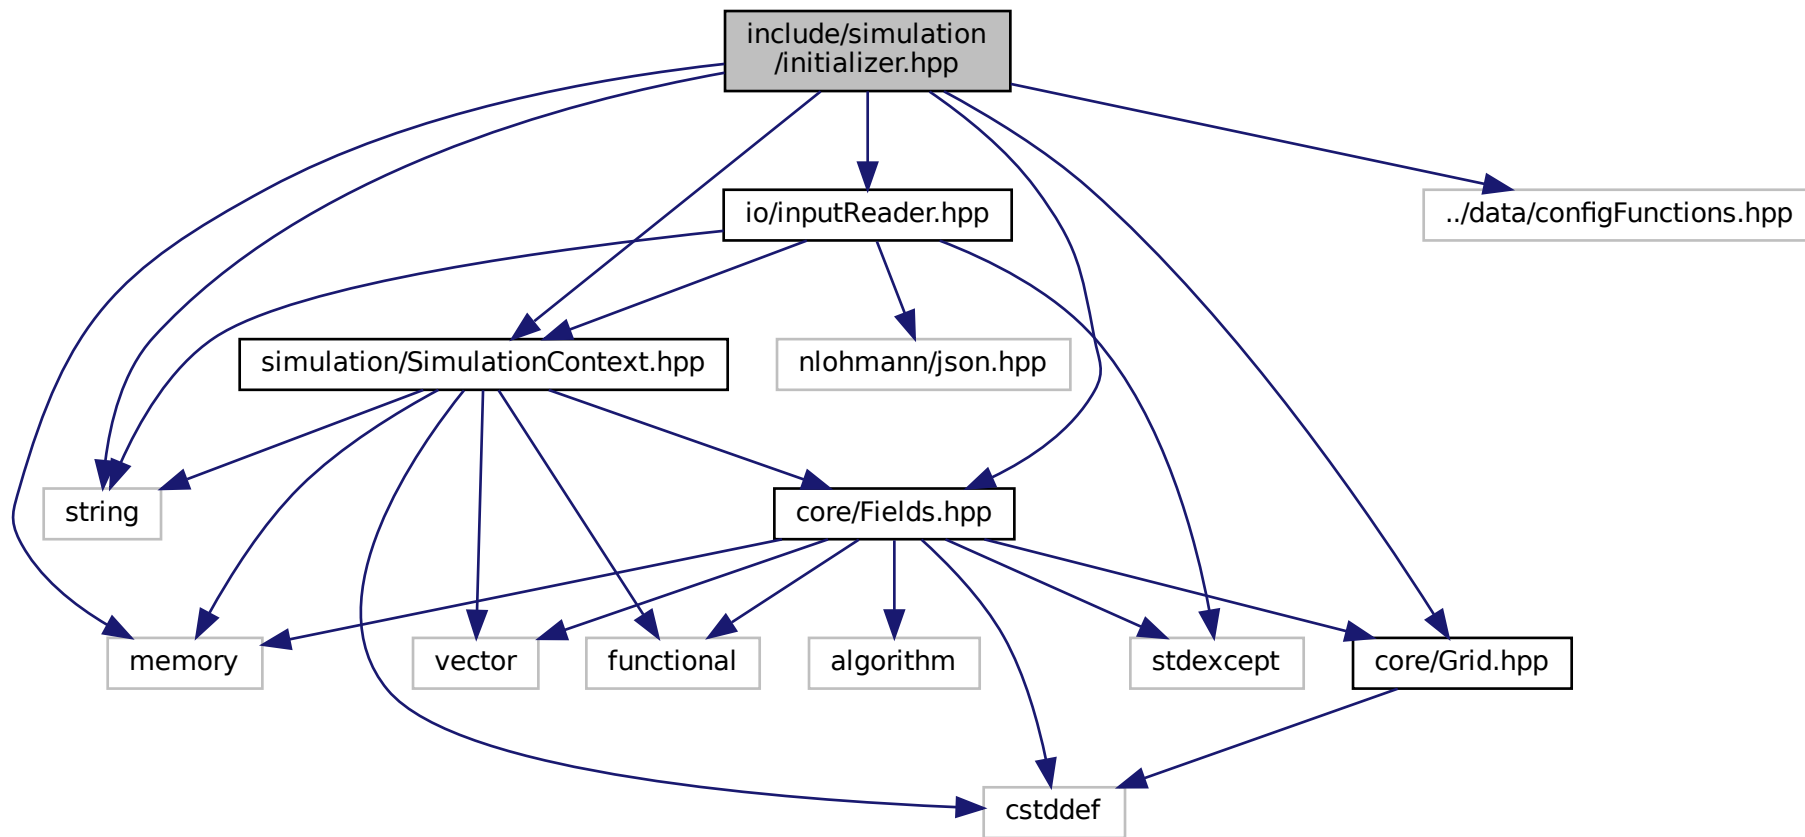 include/simulation
/initializer.hpp
io/inputReader.hpp
../data/configFunctions.hpp
simulation/SimulationContext.hpp
nlohmann/json.hpp
string
core/Fields.hpp
memory
vector
functional
algorithm
stdexcept
core/Grid.hpp
cstddef